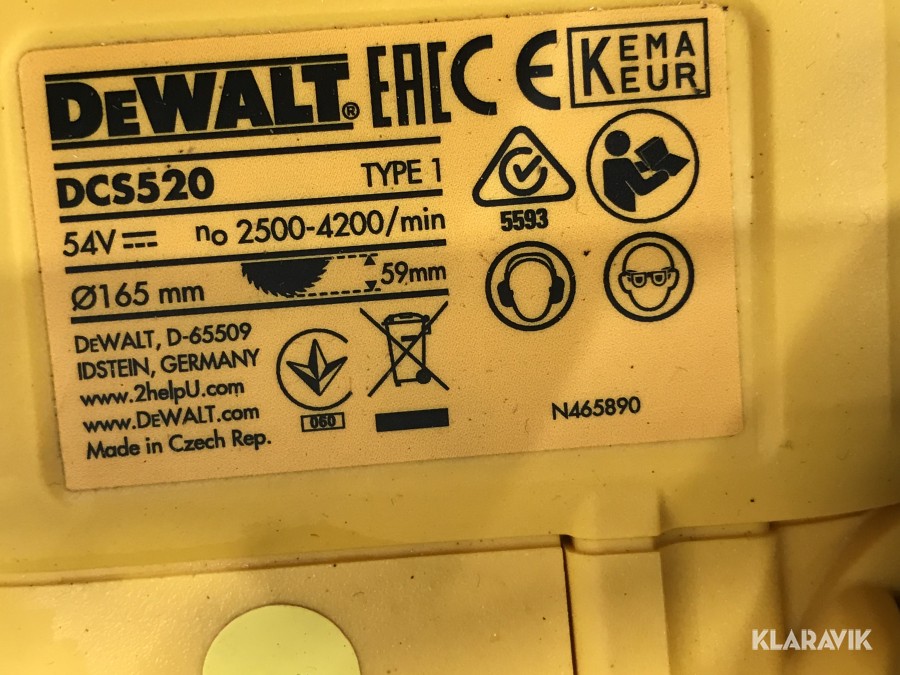 DEWALT® EAC CE KEMA KEUR
DCS520 TYPE 1
54V n0 2500-4200/min
Ø165 mm 59mm
5593
DEWALT, D-65509
IDSTEIN, GERMANY
www.2helpU.com
www.DEWALT.com
Made in Czech Rep.
060
N465890
KLARAVIK